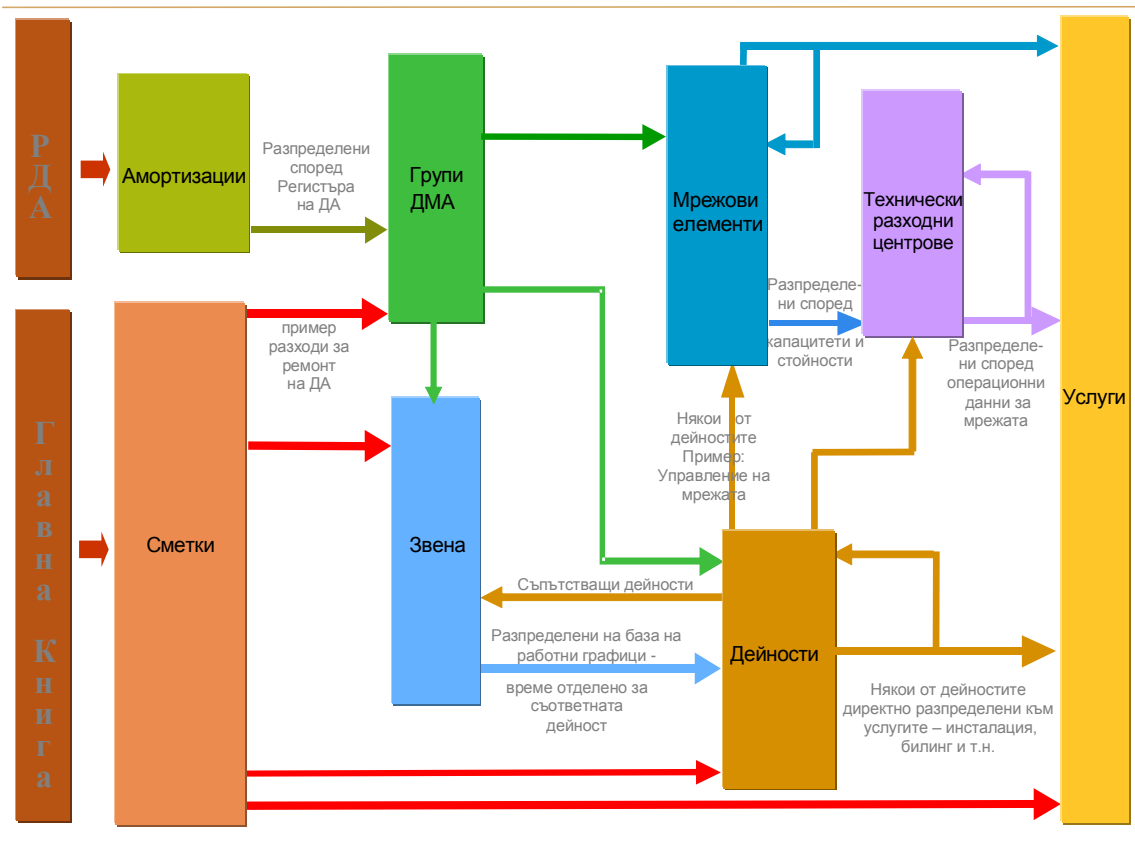 РДА
Амортизации
Разпределени
според
Регистъра
на ДА
Групи
ДМА
Мрежови
елементи
Технически
разходни
центрове
Разпределе-
ни според
капацитети и
стойности
Разпределе-
ни според
операционни
данни за
мрежата
Услуги
Главна Книга
Сметки
пример
разходи за
ремонт
на ДА
Звена
Някои от
дейностите
Пример:
Управление на
мрежата
Съпътстващи дейности
Разпределени на база на
работни графици -
време отделено за
съответната
дейност
Дейности
Някои от дейностите
директно разпределени към
услугите – инсталация,
билинг и т.н.